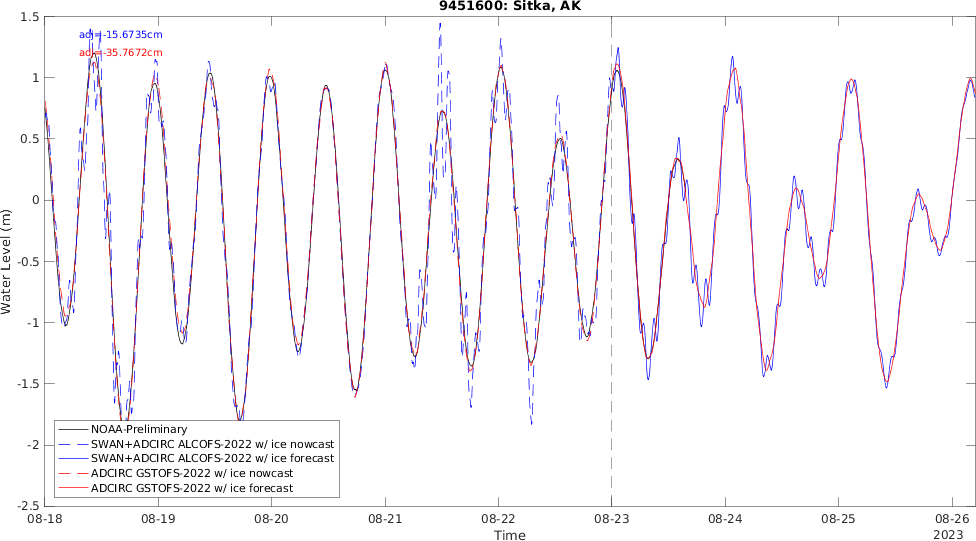 9451600: Sitka, AK
1.5
adj=-15.6735cm
adj=-35.7672cm
1
0.5
0
-0.5
-1
-1.5
-2
-2.5
Water Level (m)
NOAA-Preliminary
SWAN+ADCIRC ALCOFS-2022 w/ ice nowcast
SWAN+ADCIRC ALCOFS-2022 w/ ice forecast
ADCIRC GSTOFS-2022 w/ ice nowcast
ADCIRC GSTOFS-2022 w/ ice forecast
08-18 08-19 08-20 08-21 08-22 08-23 08-24 08-25 08-26
Time
2023